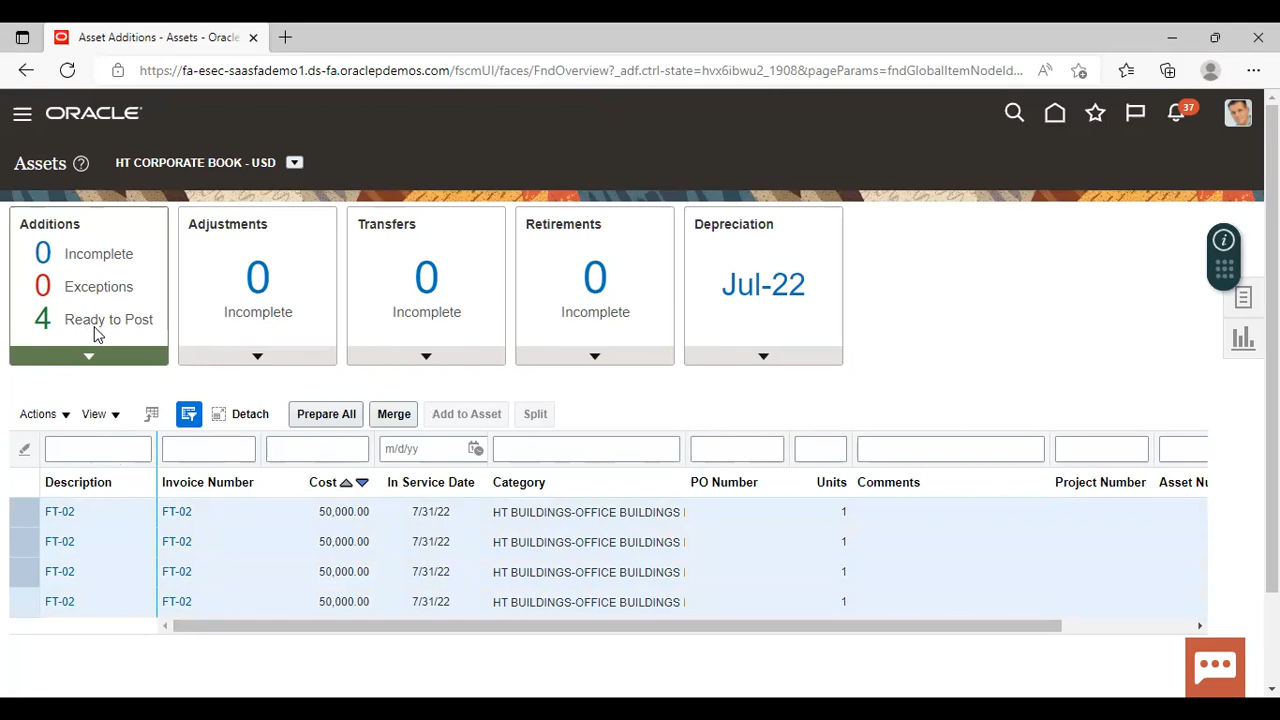 Asset Additions - Assets - Oracle
https://fa-esec-saasfademo1.ds-fa.oraclepdemos.com/fscmUI/faces/FndOverview?_adf.ctrl-state=hvx6ibwu2_1908&pageParams=fndGlobalItemNodeId...
ORACLE
37
Assets ? HT CORPORATE BOOK - USD
Additions
0 Incomplete
0 Exceptions
4 Ready to Post
Adjustments
0
Incomplete
Transfers
0
Incomplete
Retirements
0
Incomplete
Depreciation
Jul-22
Actions View Detach Prepare All Merge Add to Asset Split
m/d/yy
Description Invoice Number Cost In Service Date Category PO Number Units Comments Project Number Asset Nu
FT-02 FT-02 50,000.00 7/31/22 HT BUILDINGS-OFFICE BUILDINGS 1
FT-02 FT-02 50,000.00 7/31/22 HT BUILDINGS-OFFICE BUILDINGS 1
FT-02 FT-02 50,000.00 7/31/22 HT BUILDINGS-OFFICE BUILDINGS 1
FT-02 FT-02 50,000.00 7/31/22 HT BUILDINGS-OFFICE BUILDINGS 1